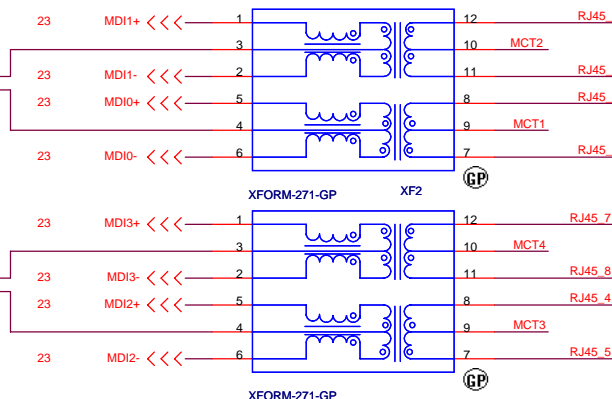 23 MDI1+ 1 12 RJ45_
3 10 MCT2
23 MDI1- 2 11 RJ45_
23 MDI0+ 5 8 RJ45_
4 9 MCT1
23 MDI0- 6 7 RJ45_
GP
XFORM-271-GP XF2
23 MDI3+ 1 12 RJ45_7
3 10 MCT4
23 MDI3- 2 11 RJ45_8
23 MDI2+ 5 8 RJ45_4
4 9 MCT3
23 MDI2- 6 7 RJ45_5
GP
XFORM-271-GP